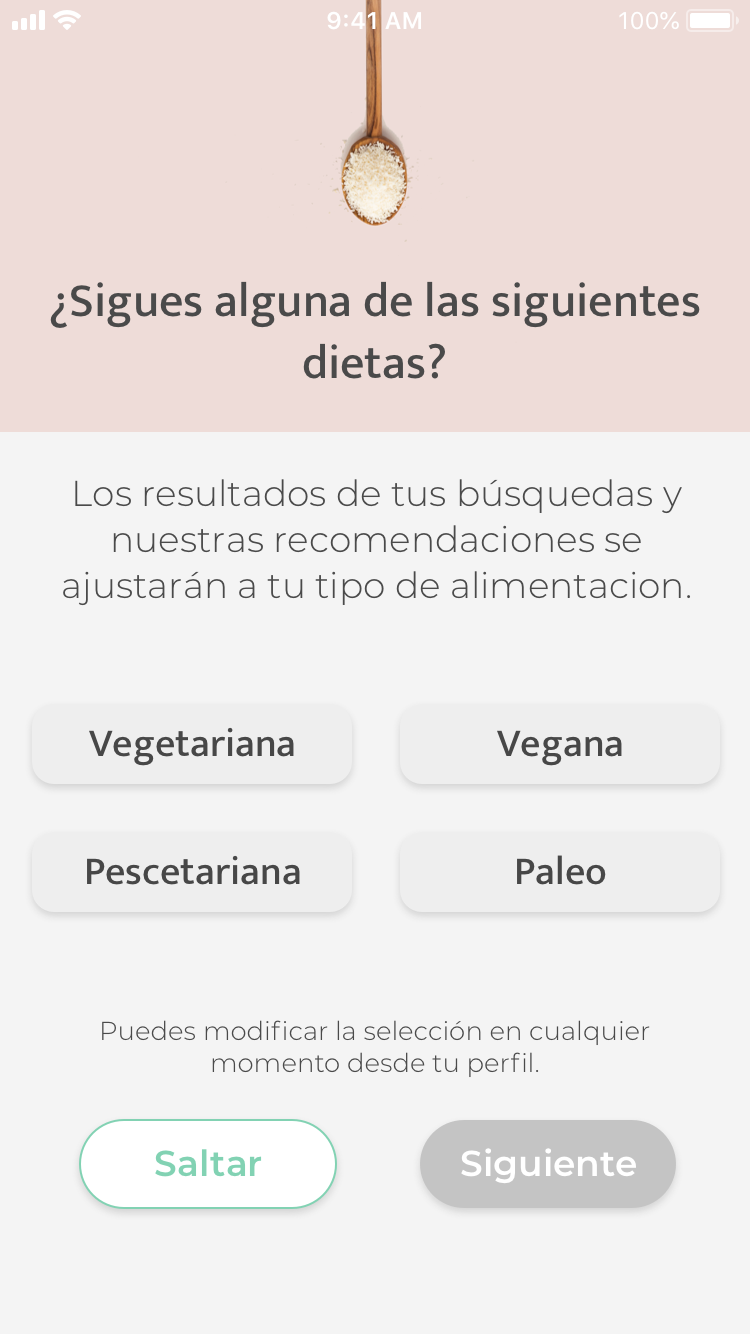 9:41 AM
100%
¿Sigues alguna de las siguientes
dietas?
Los resultados de tus búsquedas y
nuestras recomendaciones se
ajustarán a tu tipo de alimentacion.
Vegetariana
Vegana
Pescetariana
Paleo
Puedes modificar la selección en cualquier
momento desde tu perfil.
Saltar
Siguiente